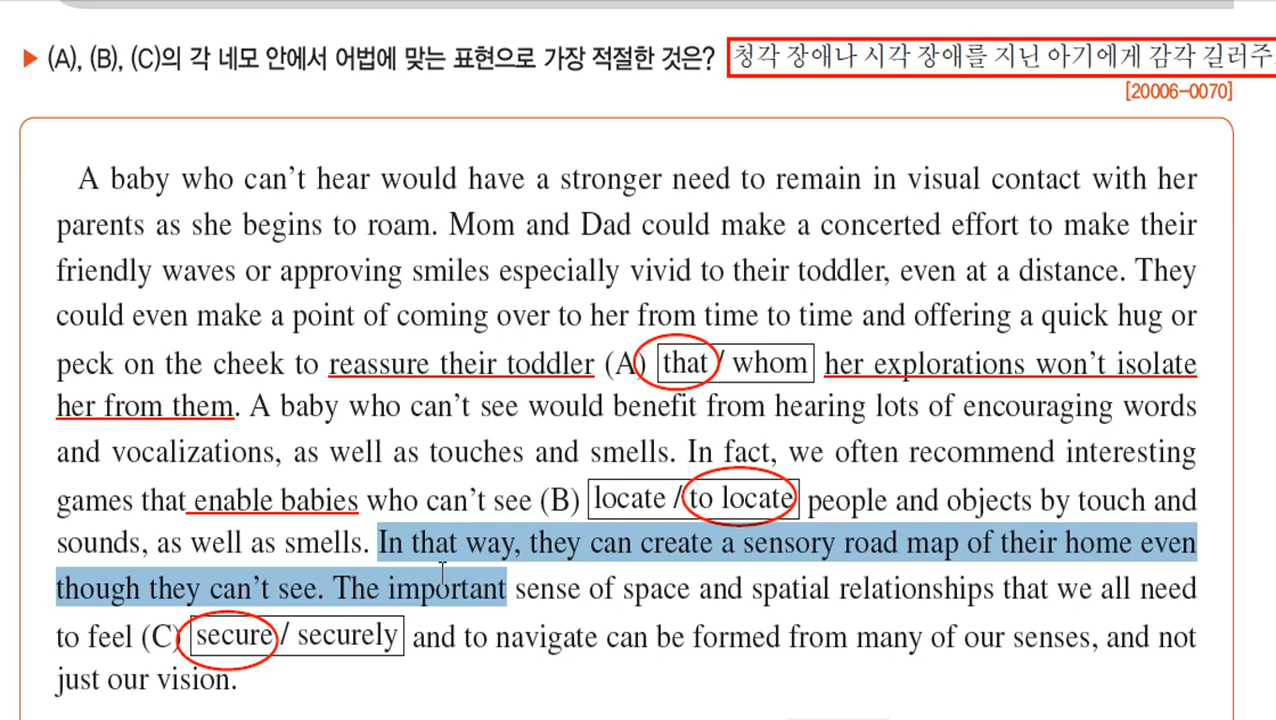 ▶ (A), (B), (C)의 각 네모 안에서 어법에 맞는 표현으로 가장 적절한 것은? 청각 장애나 시각 장애를 지닌 아기에게 감각 길러주
[20006-0070]
A baby who can't hear would have a stronger need to remain in visual contact with her
parents as she begins to roam. Mom and Dad could make a concerted effort to make their
friendly waves or approving smiles especially vivid to their toddler, even at a distance. They
could even make a point of coming over to her from time to time and offering a quick hug or
peck on the cheek to reassure their toddler (A) that / whom her explorations won't isolate
her from them. A baby who can't see would benefit from hearing lots of encouraging words
and vocalizations, as well as touches and smells. In fact, we often recommend interesting
games that enable babies who can't see (B) locate / to locate people and objects by touch and
sounds, as well as smells. In that way, they can create a sensory road map of their home even
though they can't see. The important sense of space and spatial relationships that we all need
to feel (C) secure / securely and to navigate can be formed from many of our senses, and not
just our vision.